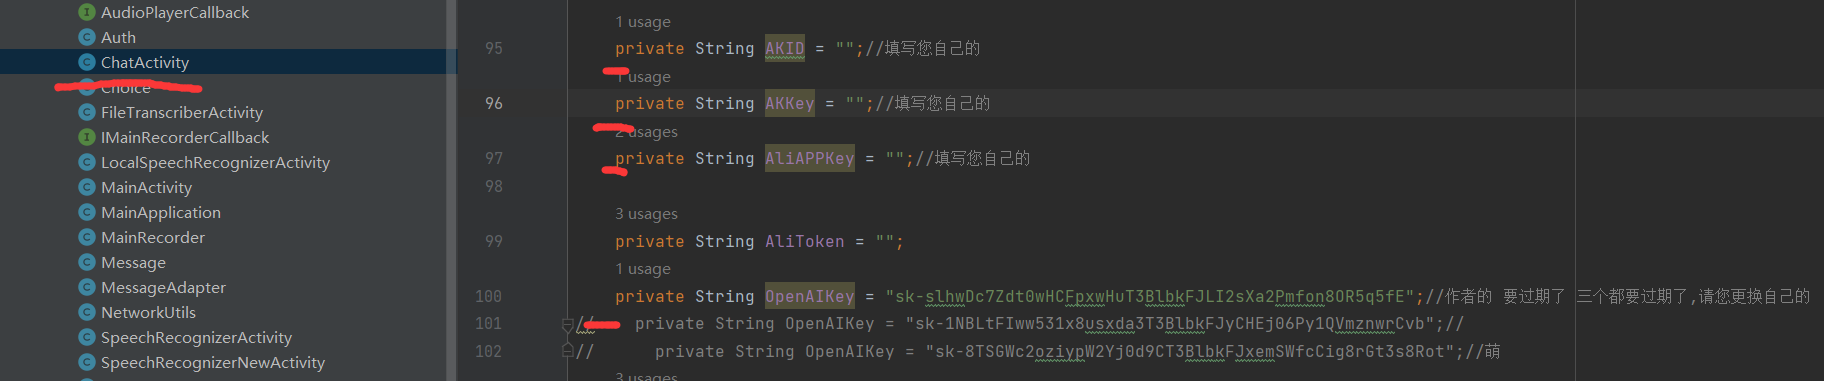 AudioPlayerCallback
Auth
ChatActivity
Choice
FileTranscriberActivity
IMainRecorderCallback
LocalSpeechRecognizerActivity
MainActivity
MainApplication
MainRecorder
Message
MessageAdapter
NetworkUtils
SpeechRecognizerActivity
SpeechRecognizerNewActivity
1 usage
95 private String AKID = "";//填写您自己的
1 usage
96 private String AKKey = "";//填写您自己的
2 usages
97 private String AliAPPKey = "";//填写您自己的
98
3 usages
99 private String AliToken = "";
1 usage
100 private String OpenAIKey = "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";//作者的 要过期了 三个都要过期了,请您更换自己的
101 // private String OpenAIKey = "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";//
102 // private String OpenAIKey = "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";//萌
3 usages